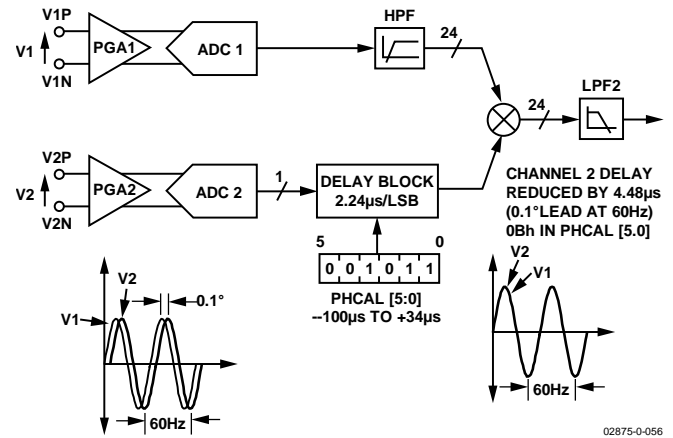 V1P
V1
V1N
PGA1
ADC 1
HPF
24
24
LPF2
V2P
V2
V2N
PGA2
ADC 2
1
DELAY BLOCK
2.24µs/LSB
CHANNEL 2 DELAY
REDUCED BY 4.48µs
(0.1°LEAD AT 60Hz)
0Bh IN PHCAL [5.0]
5 0
0 0 1 0 1 1
PHCAL [5:0]
--100µs TO +34µs
V2
V1
0.1°
60Hz
V2
V1
60Hz
02875-0-056